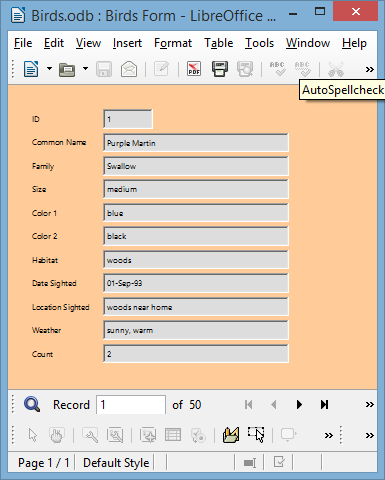 Birds.odb : Birds Form - LibreOffice ...
File Edit View Insert Format Table Tools Window Help
PDF ABC ABC »
AutoSpellcheck
ID 1
Common Name Purple Martin
Family Swallow
Size medium
Color 1 blue
Color 2 black
Habitat woods
Date Sighted 01-Sep-93
Location Sighted woods near home
Weather sunny, warm
Count 2
Record 1 of 50
» »
Page 1 / 1 Default Style